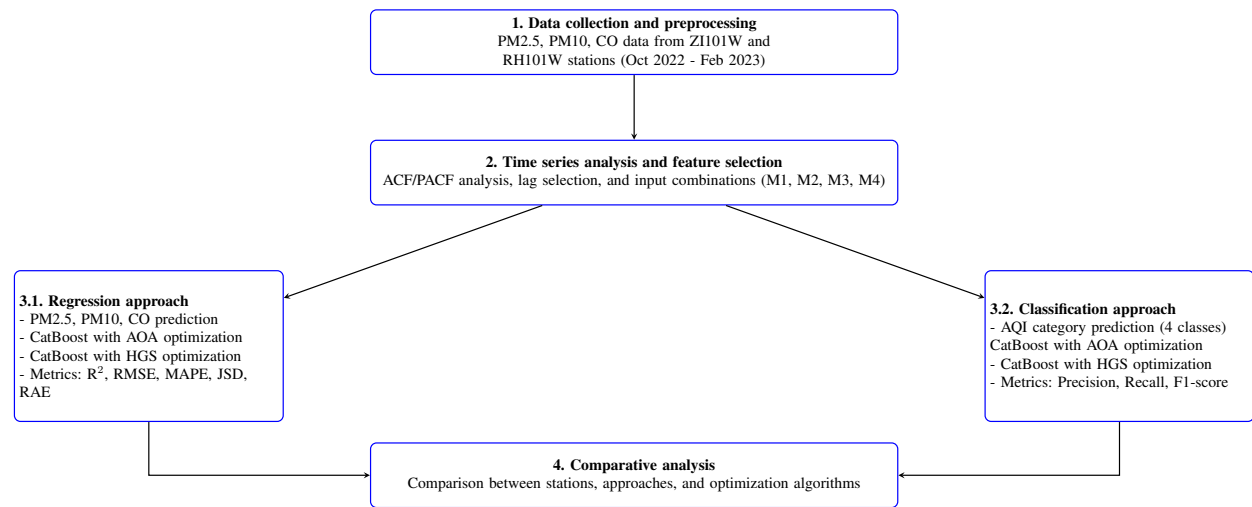 1. Data collection and preprocessing
PM2.5, PM10, CO data from ZI101W and
RH101W stations (Oct 2022 - Feb 2023)
2. Time series analysis and feature selection
ACF/PACF analysis, lag selection, and input combinations (M1, M2, M3, M4)
3.1. Regression approach
- PM2.5, PM10, CO prediction
- CatBoost with AOA optimization
- CatBoost with HGS optimization
- Metrics: R², RMSE, MAPE, JSD,
RAE
3.2. Classification approach
- AQI category prediction (4 classes)
CatBoost with AOA optimization
- CatBoost with HGS optimization
- Metrics: Precision, Recall, F1-score
4. Comparative analysis
Comparison between stations, approaches, and optimization algorithms